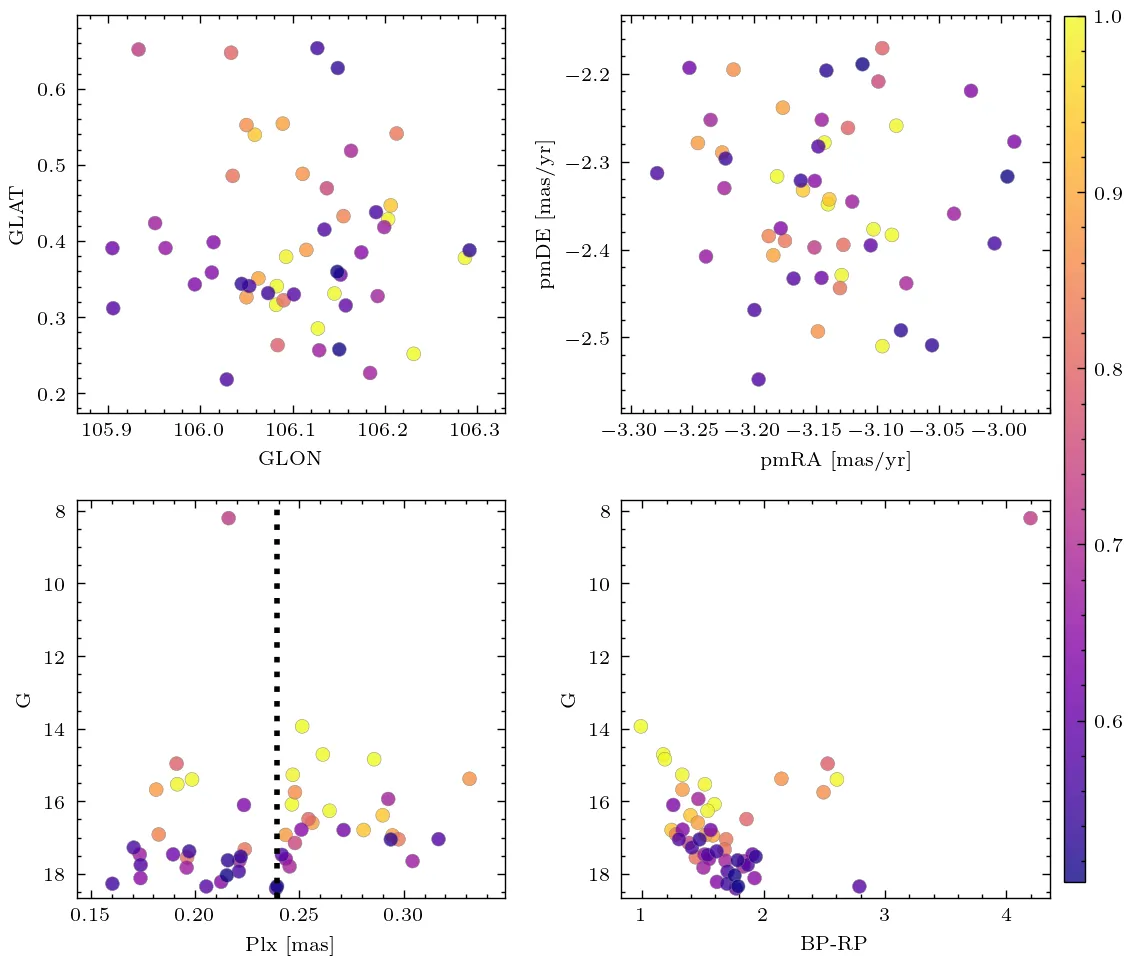 0.6
0.5
0.4
0.3
0.2
GLAT
105.9 106.0 106.1 106.2 106.3
GLON
−2.2
−2.3
−2.4
−2.5
pmDE [mas/yr]
−3.30 −3.25 −3.20 −3.15 −3.10 −3.05 −3.00
pmRA [mas/yr]
1.0
0.9
0.8
0.7
0.6
8
10
12
14
16
18
G
0.15 0.20 0.25 0.30
Plx [mas]
8
10
12
14
16
18
G
1 2 3 4
BP-RP